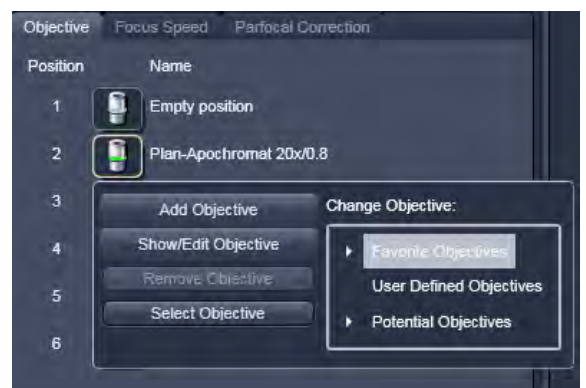 Objective Focus Speed Parfocal Correction
Position Name
1 Empty position
2 Plan-Apochromat 20x/0.8
3
4
5
6
Add Objective
Show/Edit Objective
Remove Objective
Select Objective
Change Objective:
Favorite Objectives
User Defined Objectives
Potential Objectives